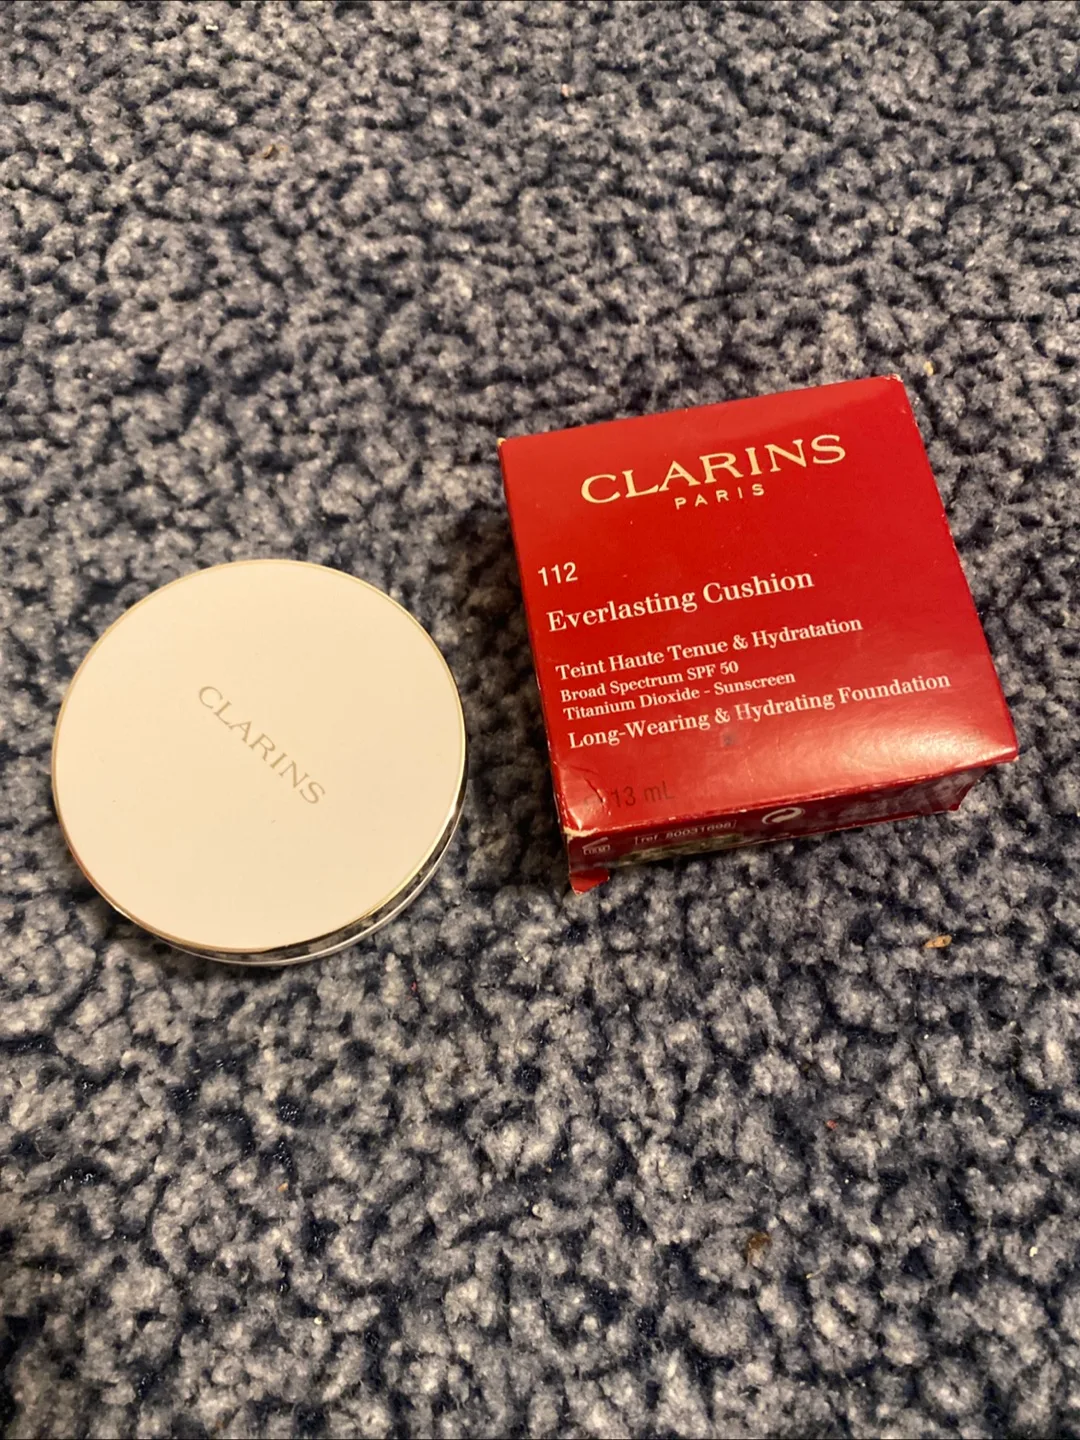 CLARINS
CLARINS
PARIS
112
Everlasting Cushion
Teint Haute Tenue & Hydratation
Broad Spectrum SPF 50
Titanium Dioxide - Sunscreen
Long-Wearing & Hydrating Foundation
13 mL